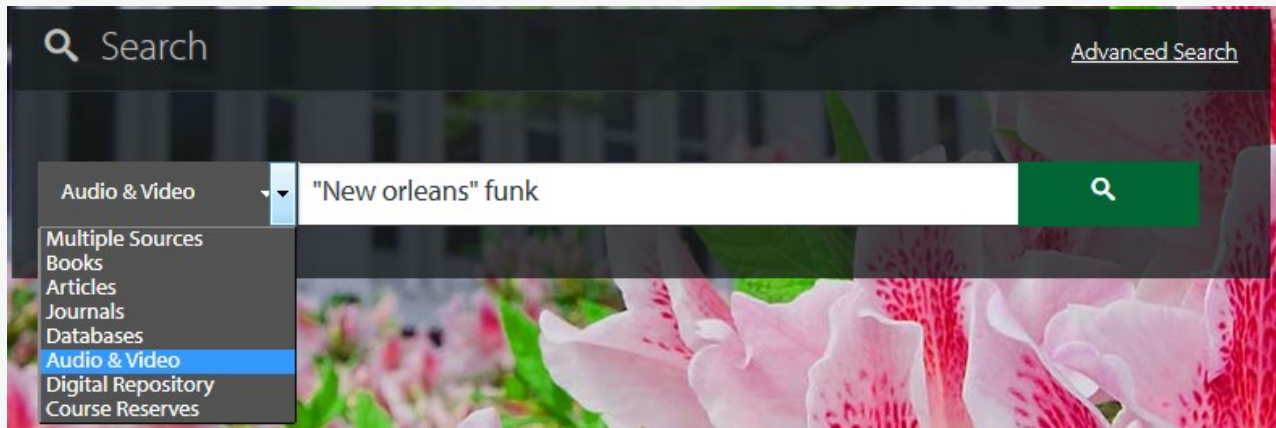 Search
Advanced Search
Audio & Video
"New orleans" funk
Multiple Sources
Books
Articles
Journals
Databases
Audio & Video
Digital Repository
Course Reserves